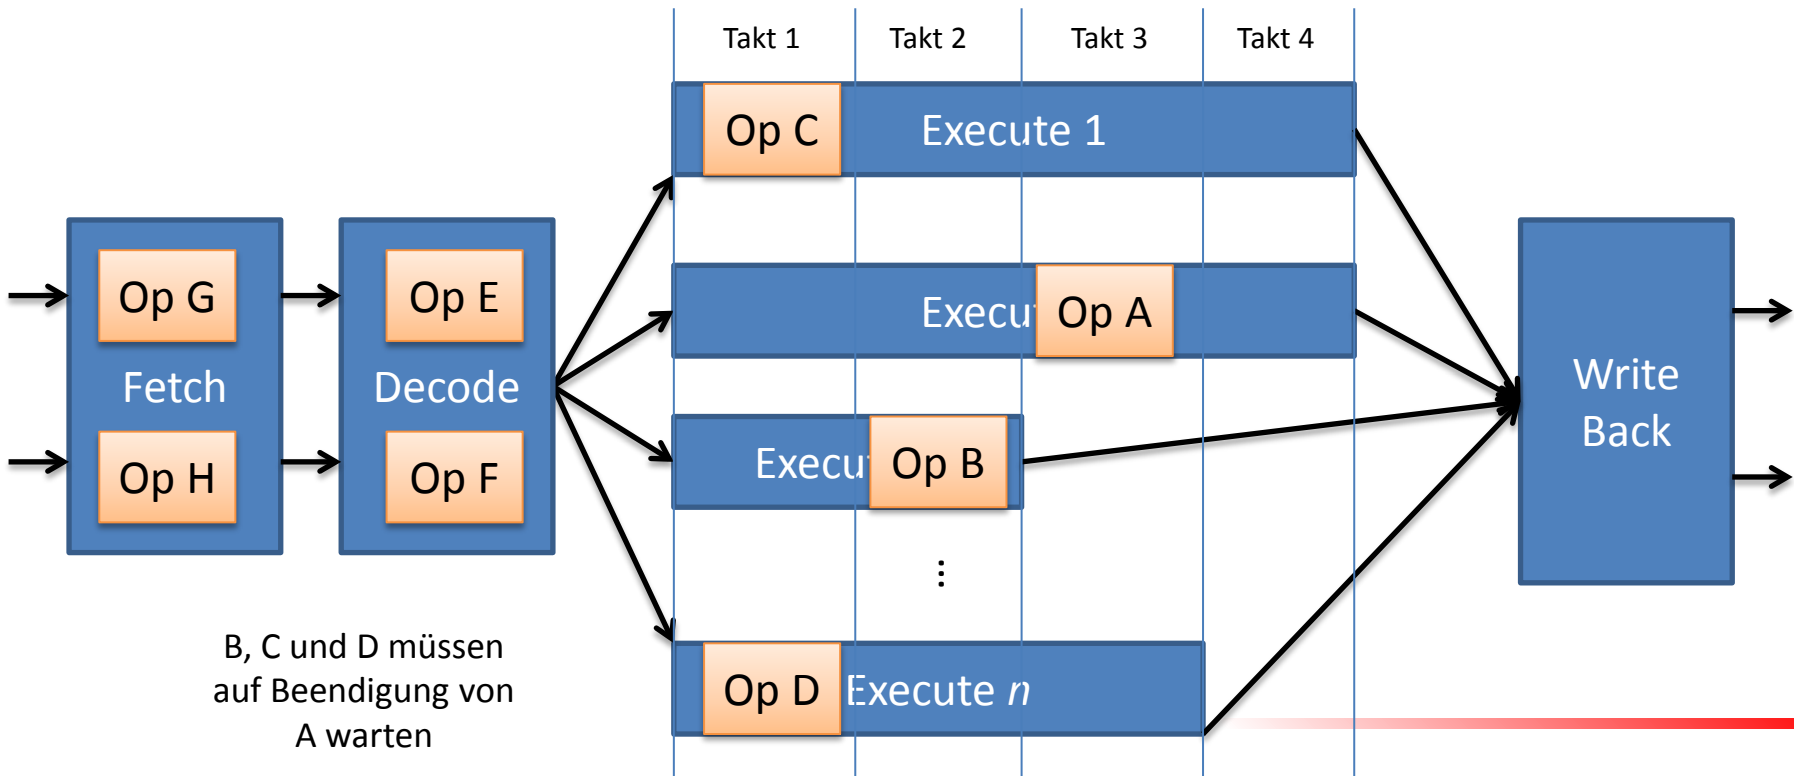 Takt 1
Takt 2
Takt 3
Takt 4
Op C
Execute 1
Op G
Op E
Execu
Op A
Fetch
Decode
Write
Back
Op H
Op F
Execu
Op B
...
B, C und D müssen
auf Beendigung von
A warten
Op D
Execute n